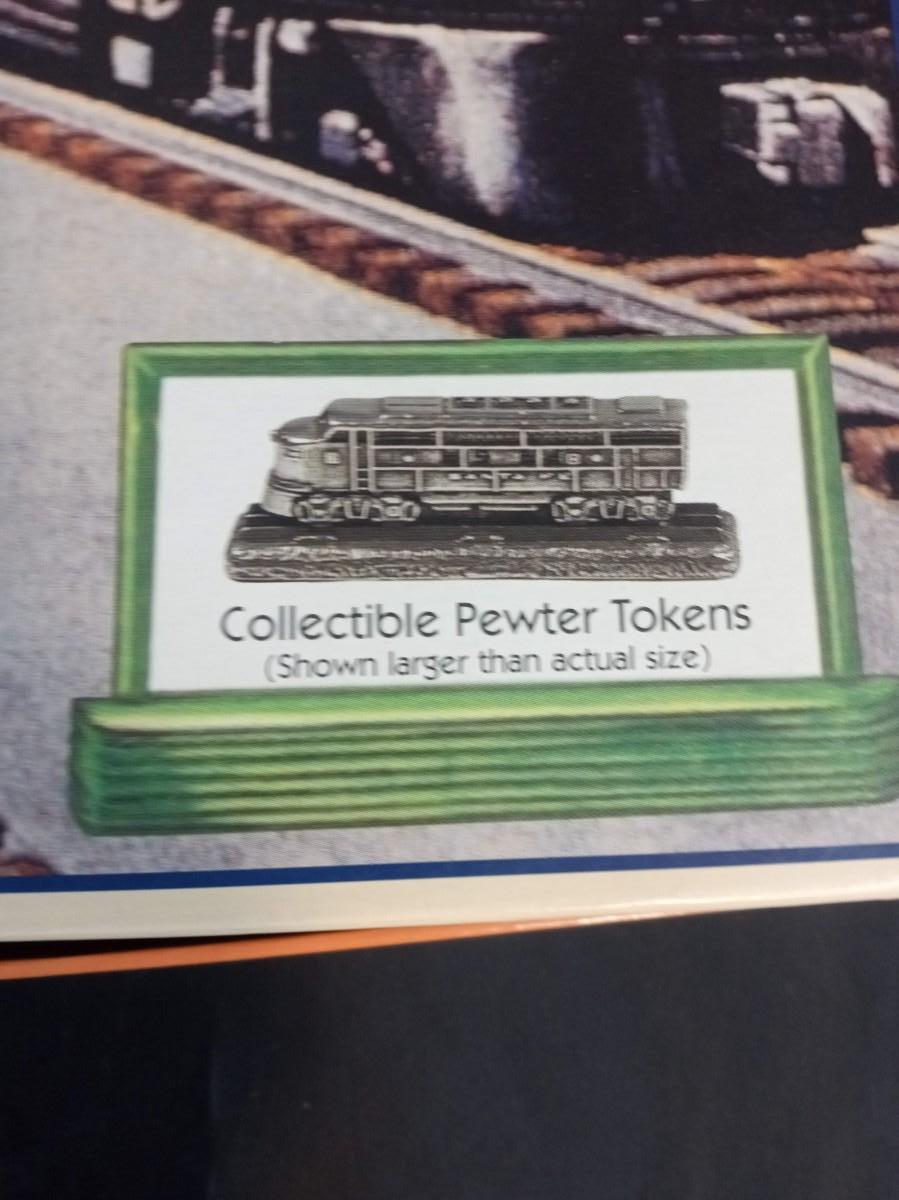 Collectible Pewter Tokens
(Shown larger than actual size)